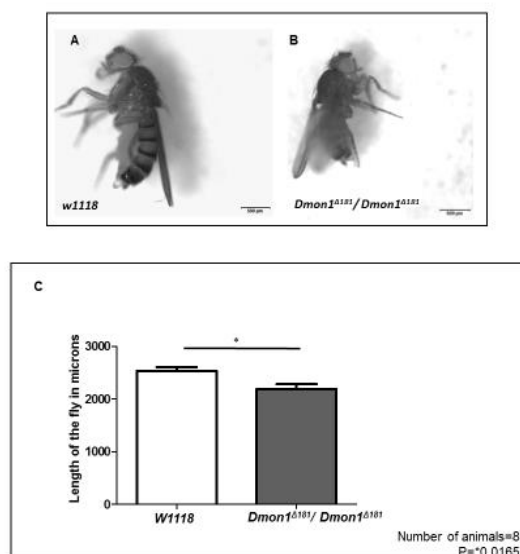 A
B
w1118
Dmon1Δ181/ Dmon1Δ181
C
*
Length of the fly in microns
3000
2000
1000
0
W1118
Dmon1Δ181/ Dmon1Δ181
Number of animals=8
P=*0.0165